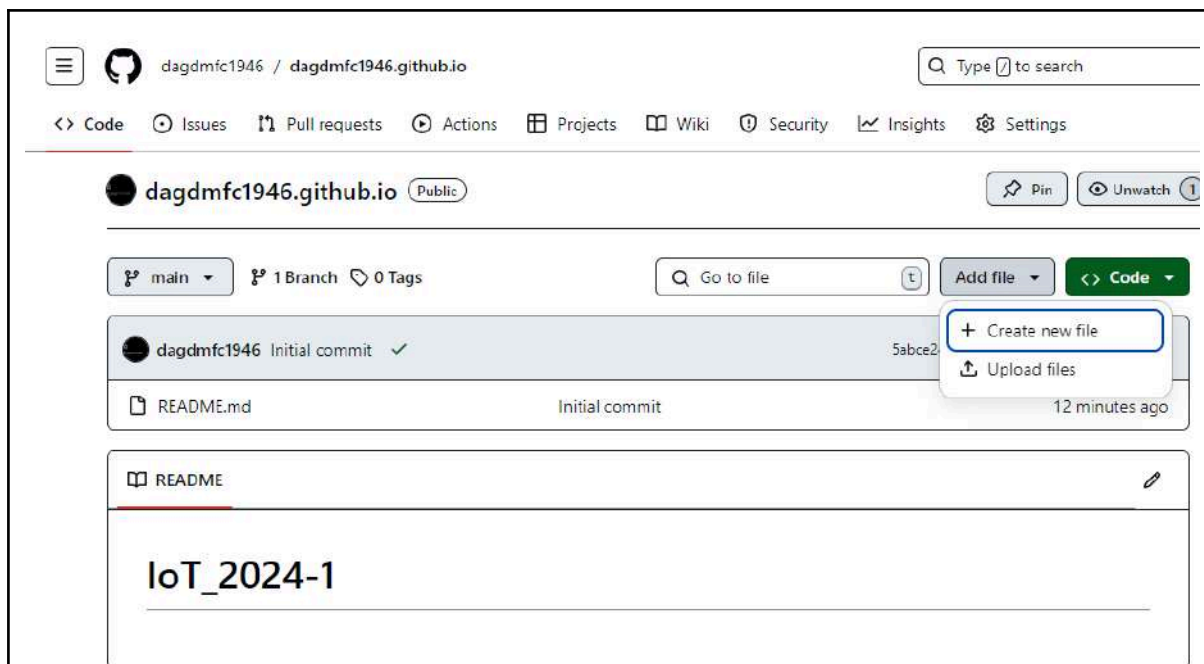 dagdmfc1946 / dagdmfc1946.github.io
Type / to search
<> Code Issues Pull requests Actions Projects Wiki Security Insights Settings
dagdmfc1946.github.io Public
Pin Unwatch 1
main 1 Branch 0 Tags
Go to file t Add file <> Code
+ Create new file
dagdmfc1946 Initial commit
Upload files
README.md Initial commit 12 minutes ago
README
IoT_2024-1